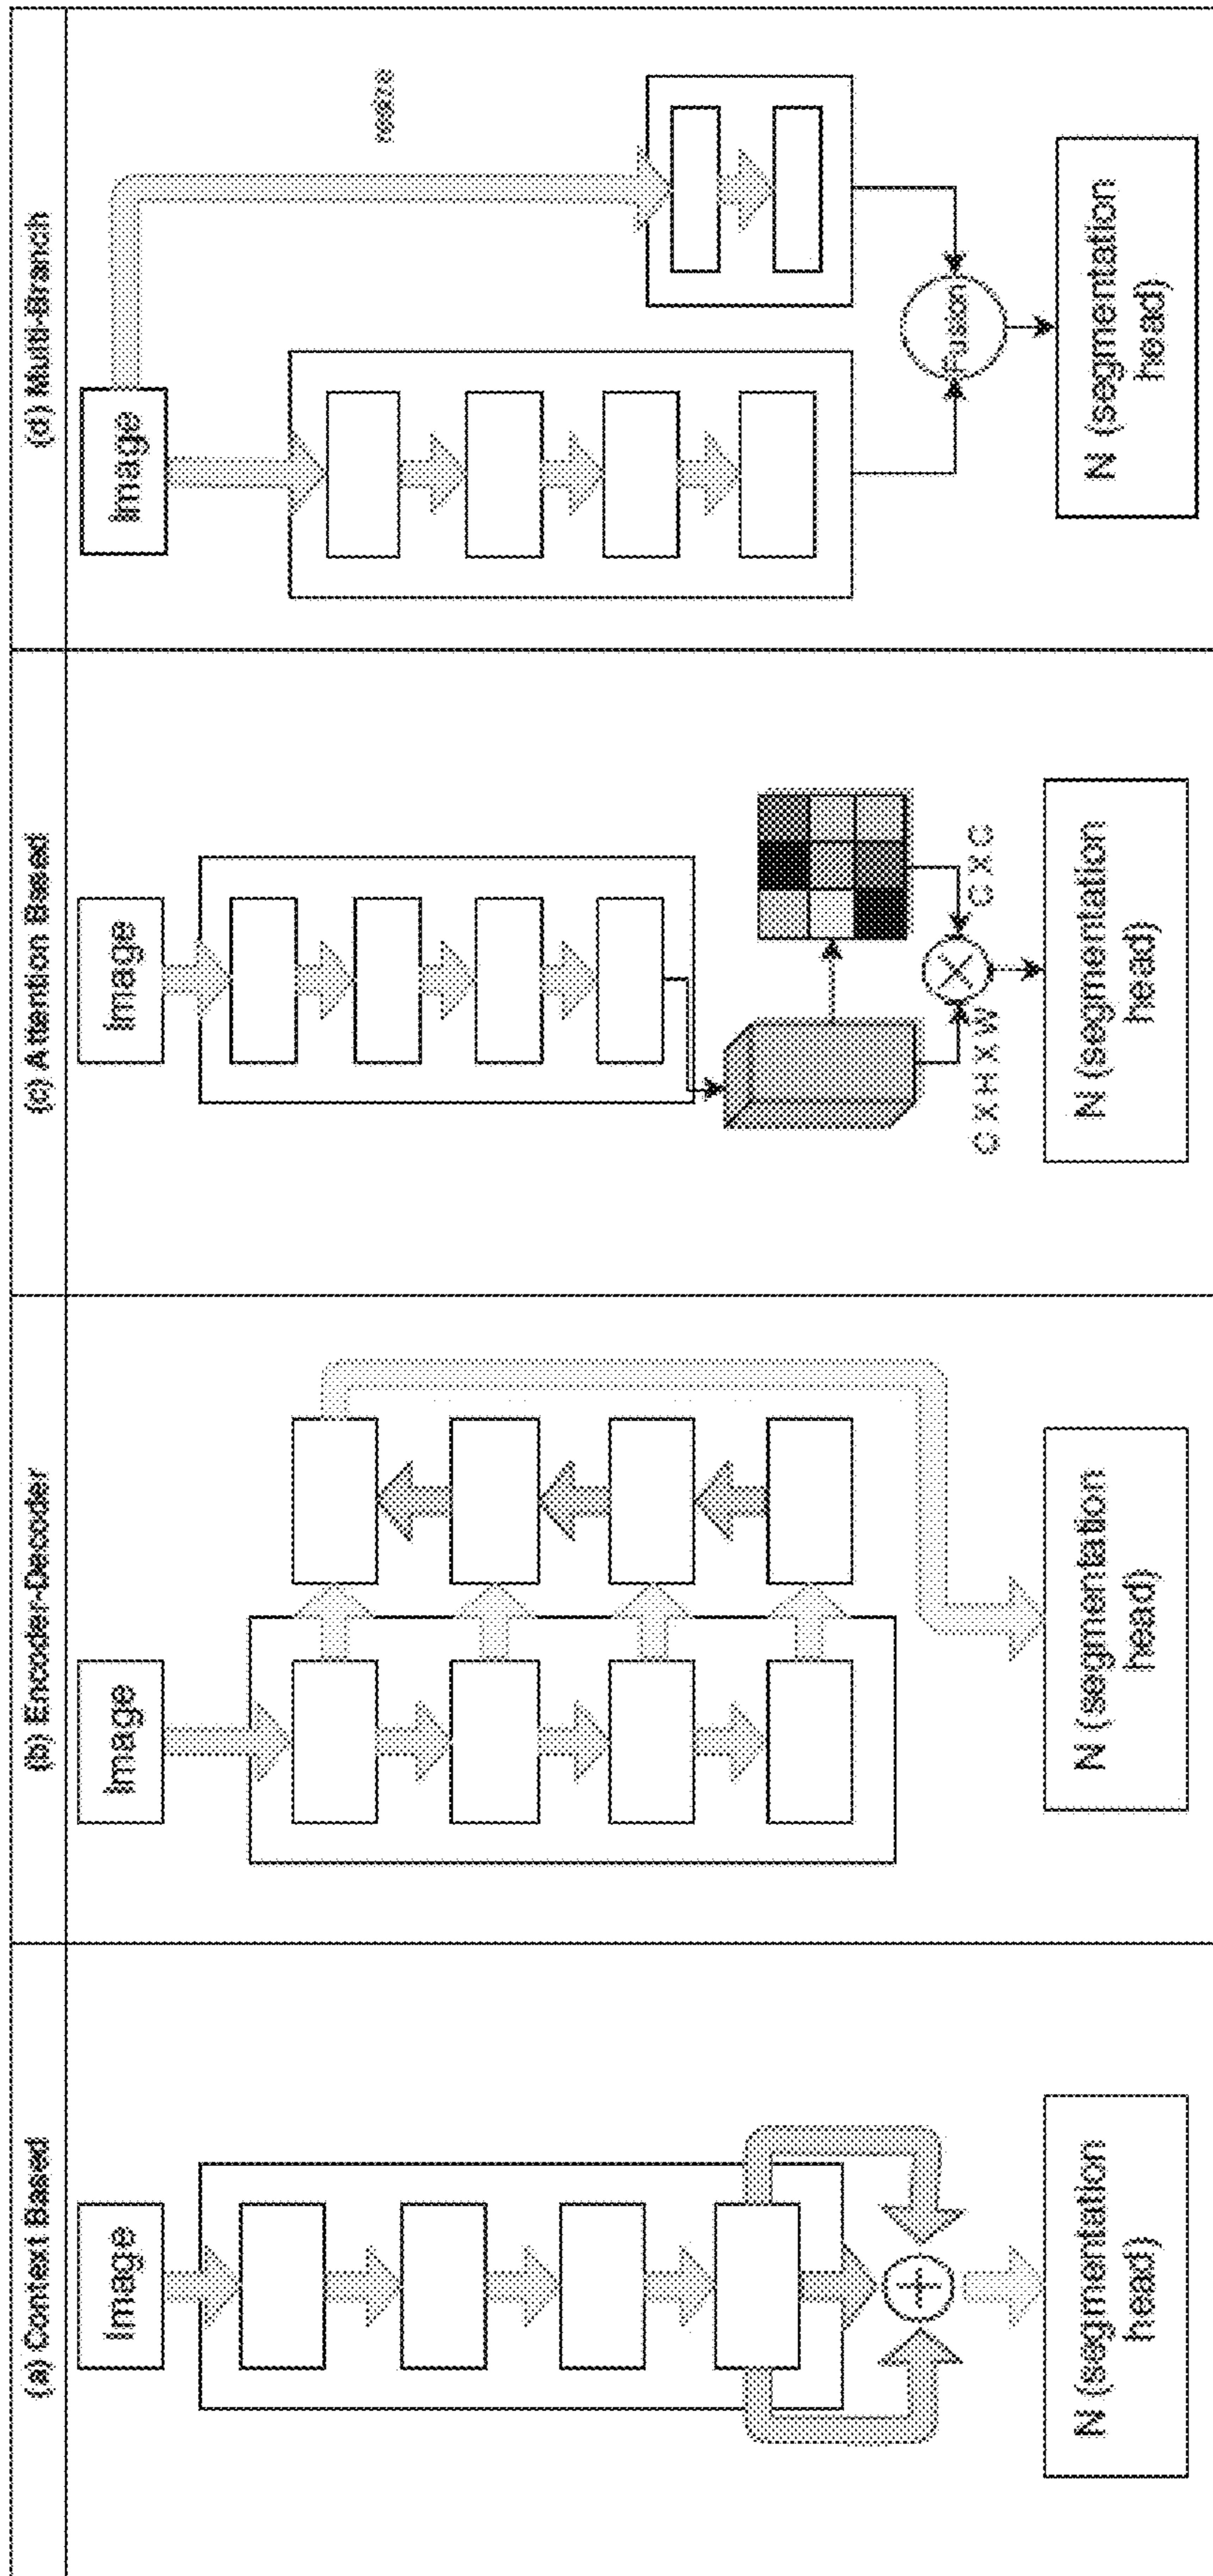 (a) Context Based
Image
N (segmentation
head)
(b) Encoder-Decoder
Image
N (segmentation
head)
(c) Attention Based
Image
C X H X W
C X C
N (segmentation
head)
(d) Multi-Branch
Image
resize
Fusion
N (segmentation
head)